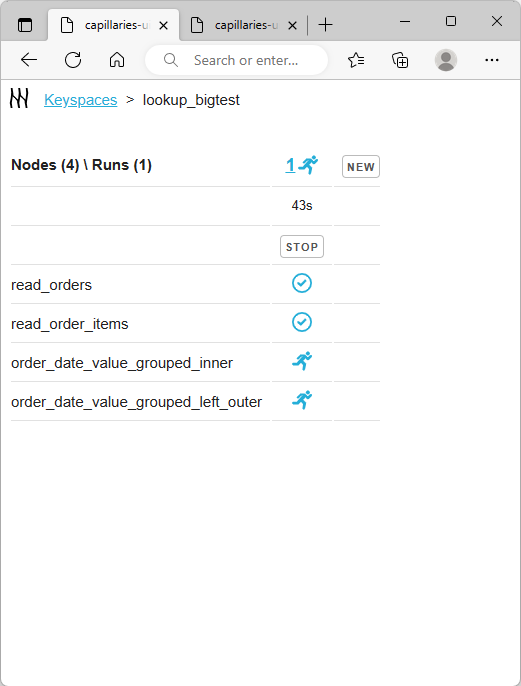 capillaries-u
capillaries-u
Search or enter...
Keyspaces > lookup_bigtest
Nodes (4) \ Runs (1) 1 NEW
43s
STOP
read_orders
read_order_items
order_date_value_grouped_inner
order_date_value_grouped_left_outer